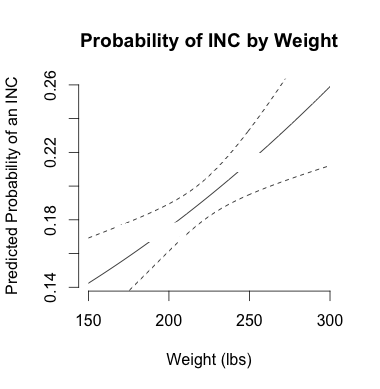 Probability of INC by Weight
Predicted Probability of an INC
0.26
0.22
0.18
0.14
150 200 250 300
Weight (lbs)